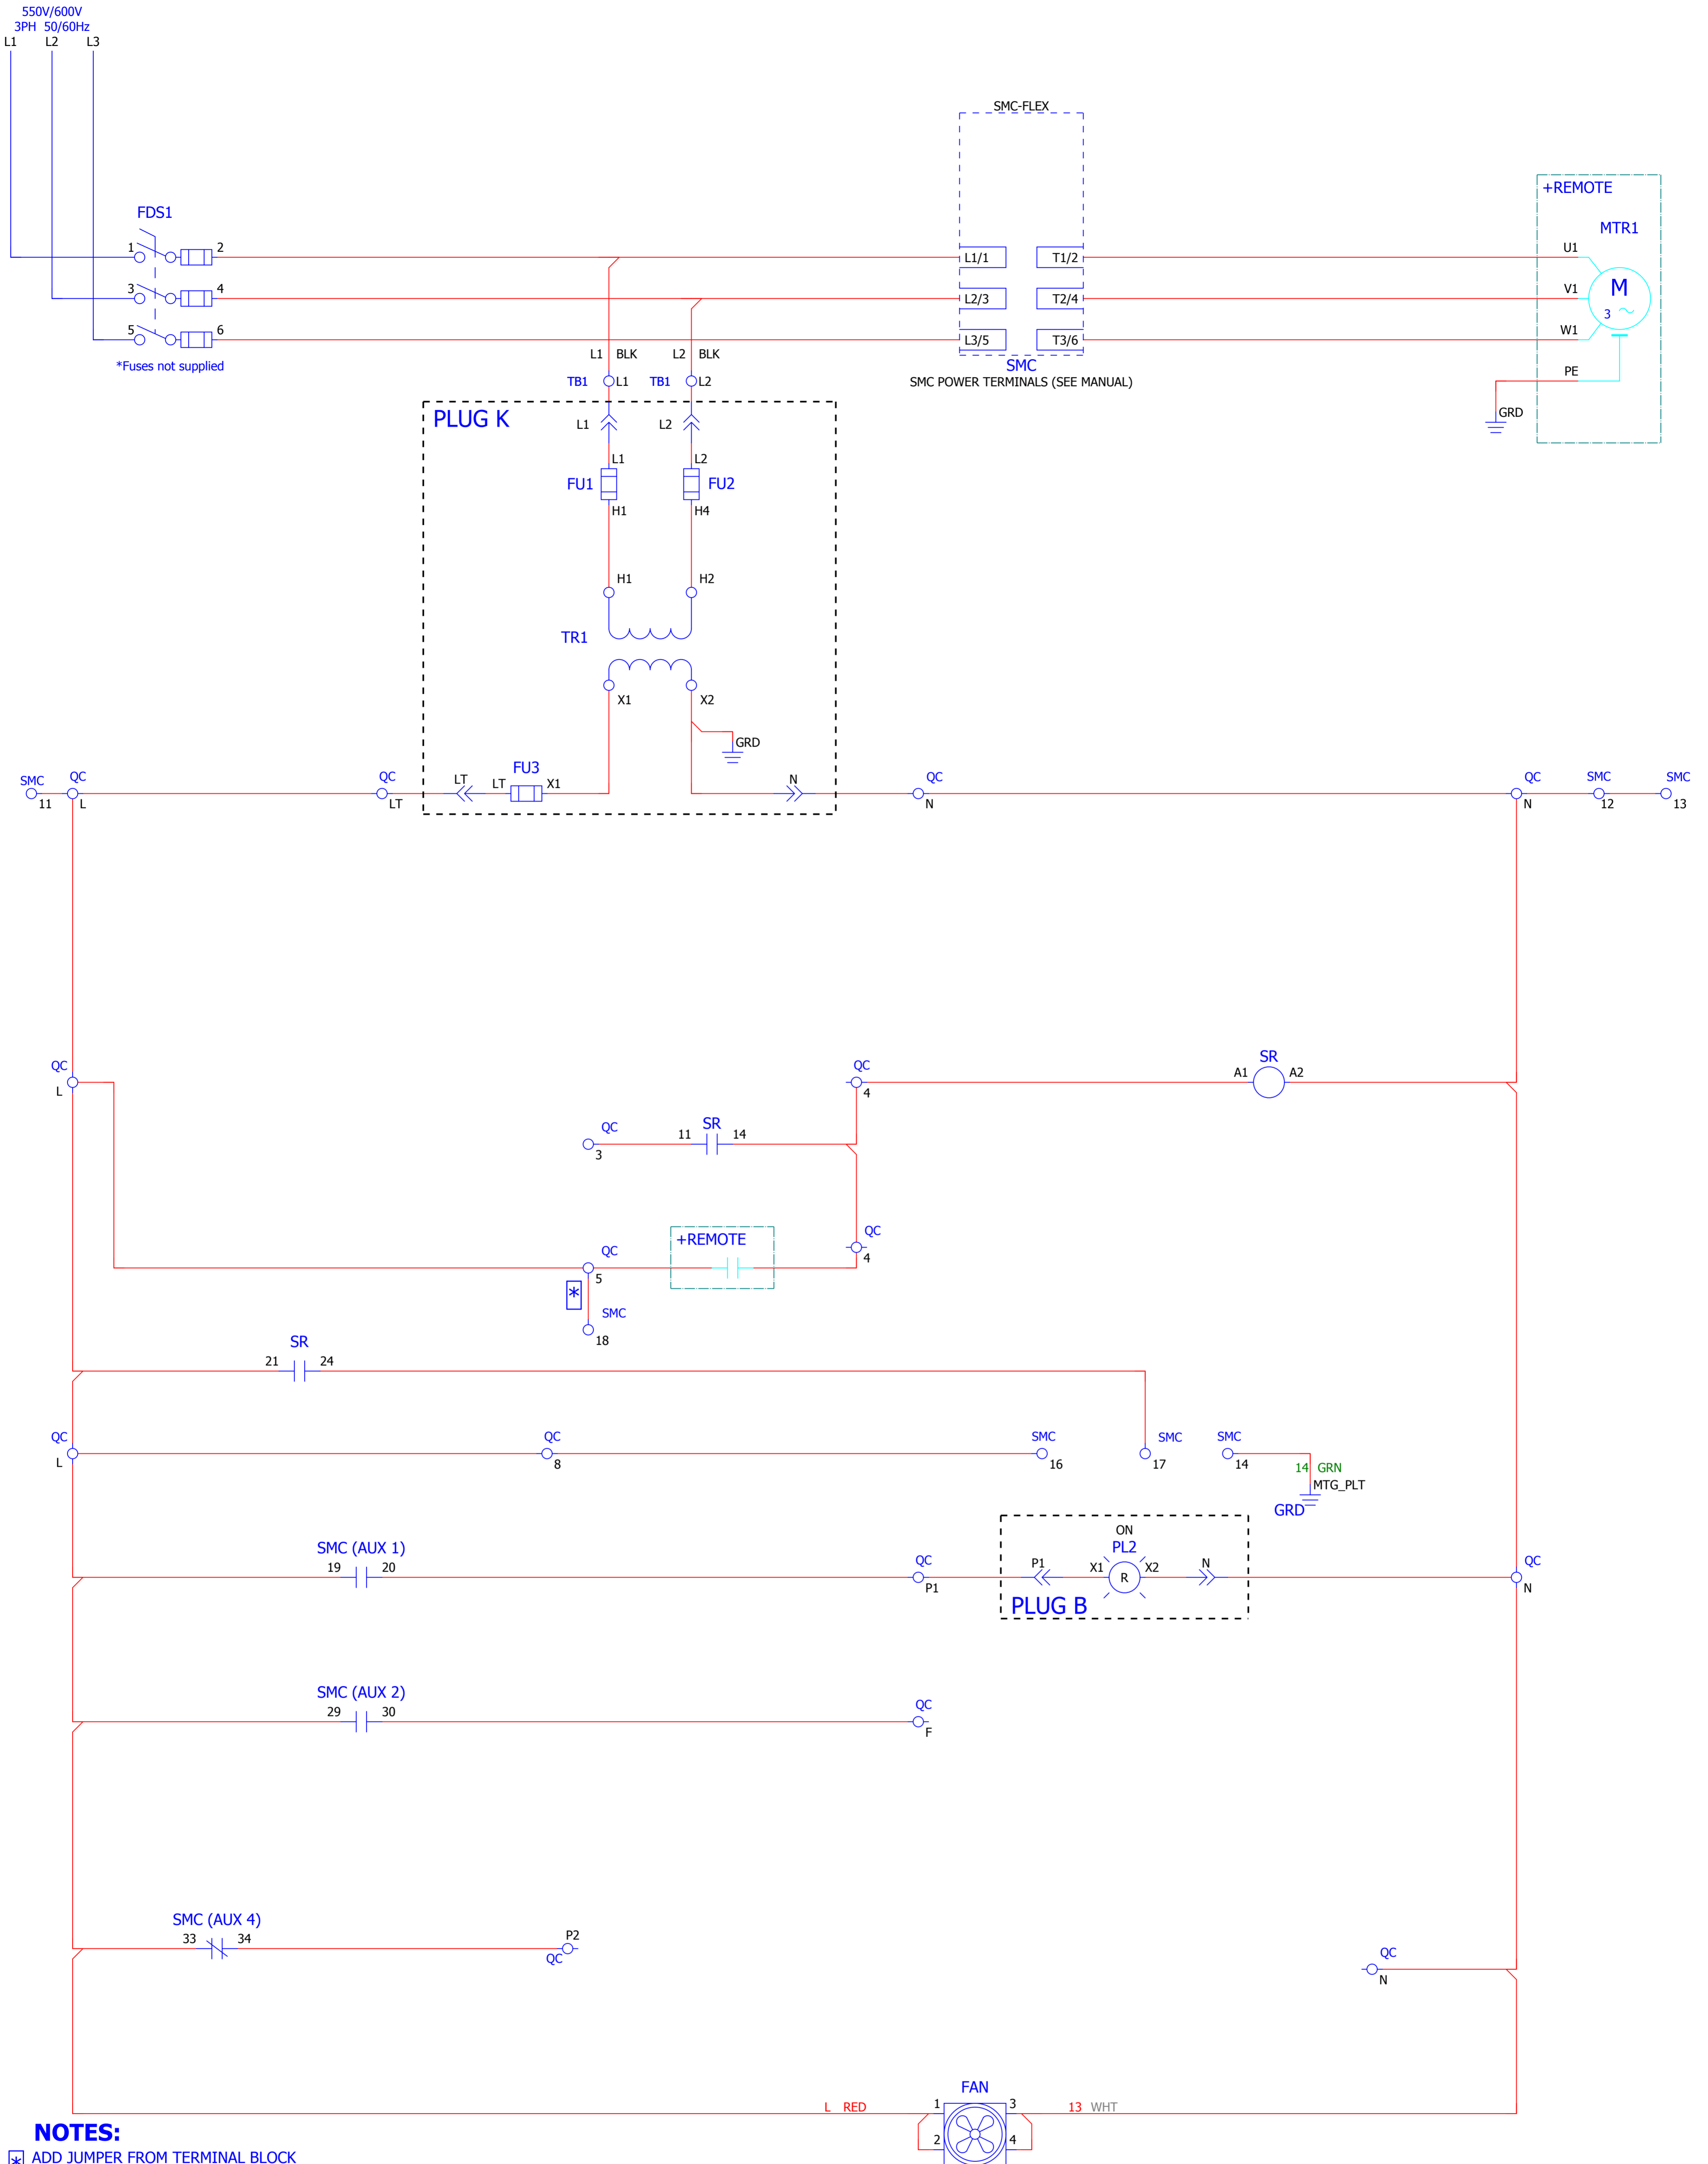 550V/600V
3PH 50/60Hz
L1 L2 L3
SMC-FLEX
+REMOTE
FDS1
MTR1
1 2 L1/1 T1/2 U1
3 4 L2/3 T2/4 V1 M
3
5 6 L3/5 T3/6 W1
*Fuses not supplied
L1 BLK L2 BLK
SMC
SMC POWER TERMINALS (SEE MANUAL)
PE
TB1 L1 TB1 L2
PLUG K
L1 L2
GRD
L1 L2
FU1 FU2
H1 H4
H1 H2
TR1
X1 X2
GRD
SMC QC QC LT LT FU3 X1 N QC QC SMC SMC
11 L LT N N 12 13
QC QC SR
L 4 A1 A2
QC 11 SR 14
3
+REMOTE QC
QC
5 4
* SMC
18
SR
21 24
QC QC SMC SMC SMC
L 8 16 17 14
14 GRN
MTG_PLT
GRD
ON
SMC (AUX 1) PL2
19 20 QC P1 X1 R X2 N QC
P1 N
PLUG B
SMC (AUX 2)
29 30 QC
F
SMC (AUX 4)
33 34 P2
QC
QC
N
FAN
L RED 1 3 13 WHT
2 4
NOTES:
* ADD JUMPER FROM TERMINAL BLOCK